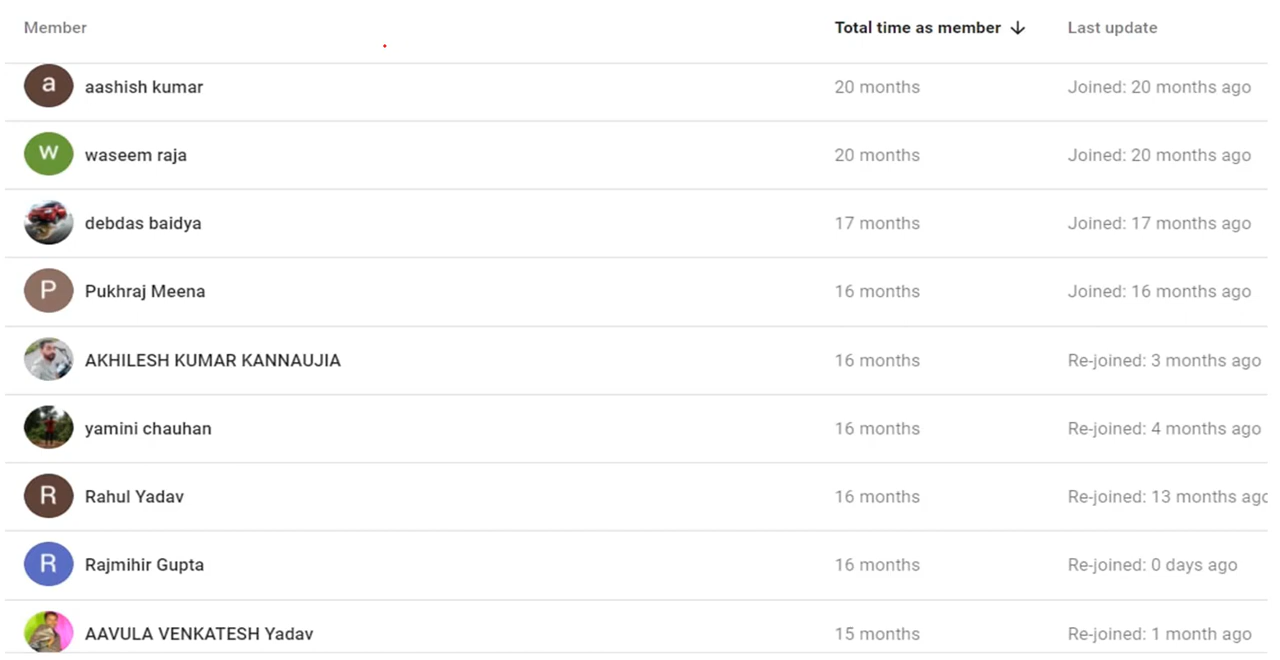 Member Total time as member ↓ Last update
a aashish kumar 20 months Joined: 20 months ago
w waseem raja 20 months Joined: 20 months ago
debdas baidya 17 months Joined: 17 months ago
P Pukhraj Meena 16 months Joined: 16 months ago
AKHILESH KUMAR KANNAUJIA 16 months Re-joined: 3 months ago
yamini chauhan 16 months Re-joined: 4 months ago
R Rahul Yadav 16 months Re-joined: 13 months ago
R Rajmihir Gupta 16 months Re-joined: 0 days ago
AAVULA VENKATESH Yadav 15 months Re-joined: 1 month ago